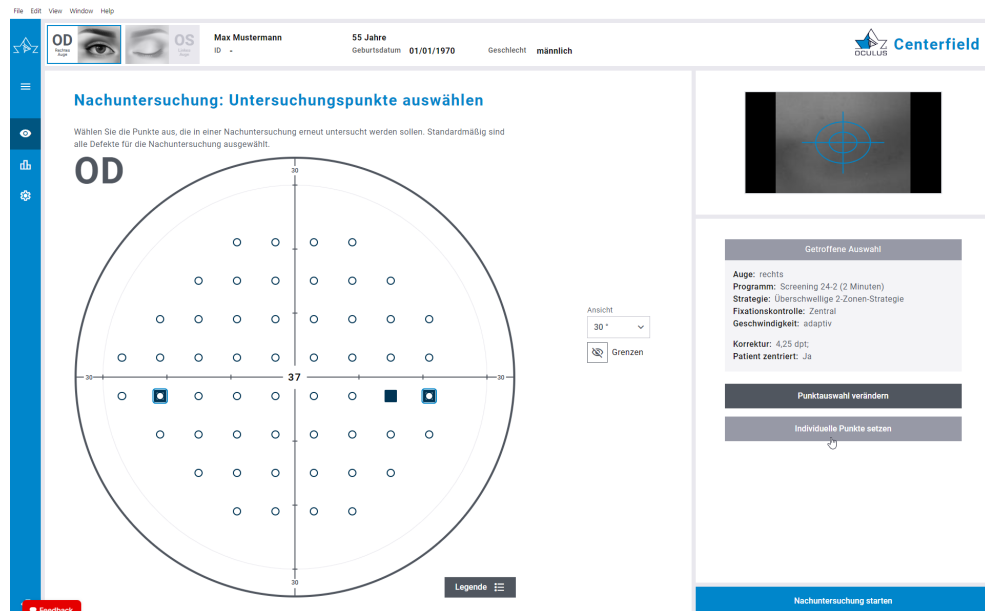 File Edit View Window Help
OD
Rechtes
Auge
OS
Linkes
Auge
Max Mustermann
ID -
55 Jahre
Geburtsdatum 01/01/1970
Geschlecht männlich
OCULUS
Centerfield
Nachuntersuchung: Untersuchungspunkte auswählen
Wählen Sie die Punkte aus, die in einer Nachuntersuchung erneut untersucht werden sollen. Standardmäßig sind
alle Defekte für die Nachuntersuchung ausgewählt.
OD
30
30
37
30
30
Ansicht
30 °
Grenzen
Legende
Getroffene Auswahl
Auge: rechts
Programm: Screening 24-2 (2 Minuten)
Strategie: Überschwellige 2-Zonen-Strategie
Fixationskontrolle: Zentral
Geschwindigkeit: adaptiv
Korrektur: 4,25 dpt;
Patient zentriert: Ja
Punktauswahl verändern
Individuelle Punkte setzen
Nachuntersuchung starten
Feedback